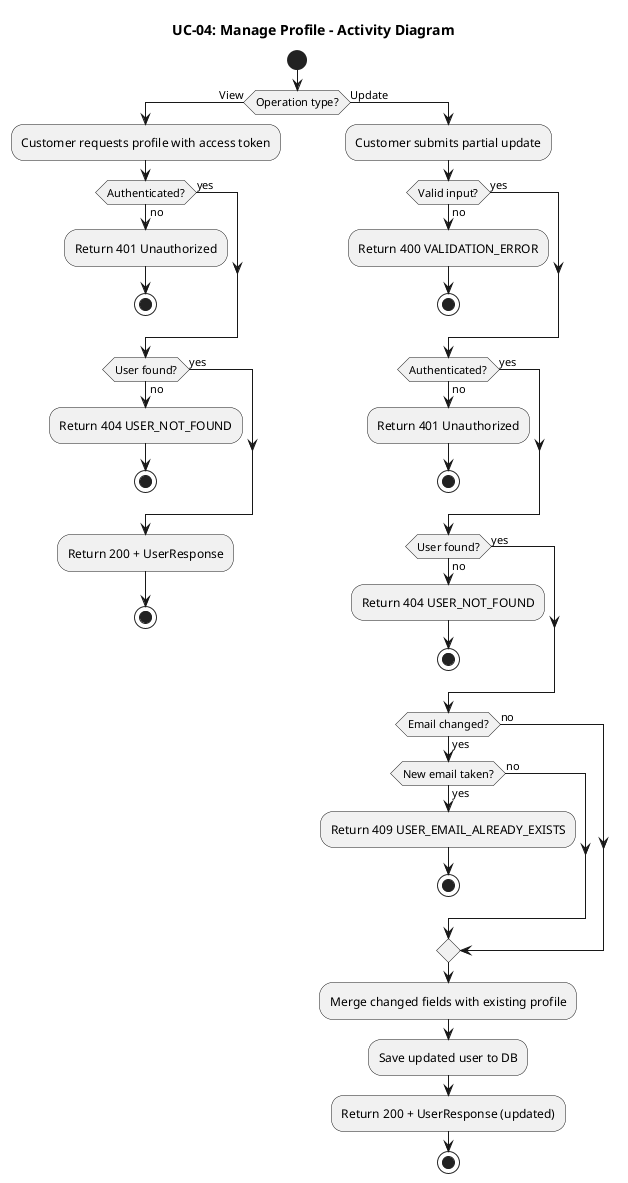 UC-04: Manage Profile - Activity Diagram
Operation type?
View
Update
Customer requests profile with access token
Authenticated?
yes
no
Return 401 Unauthorized
User found?
yes
no
Return 404 USER_NOT_FOUND
Return 200 + UserResponse
Customer submits partial update
Valid input?
yes
no
Return 400 VALIDATION_ERROR
Authenticated?
yes
no
Return 401 Unauthorized
User found?
yes
no
Return 404 USER_NOT_FOUND
Email changed?
no
yes
New email taken?
no
yes
Return 409 USER_EMAIL_ALREADY_EXISTS
Merge changed fields with existing profile
Save updated user to DB
Return 200 + UserResponse (updated)